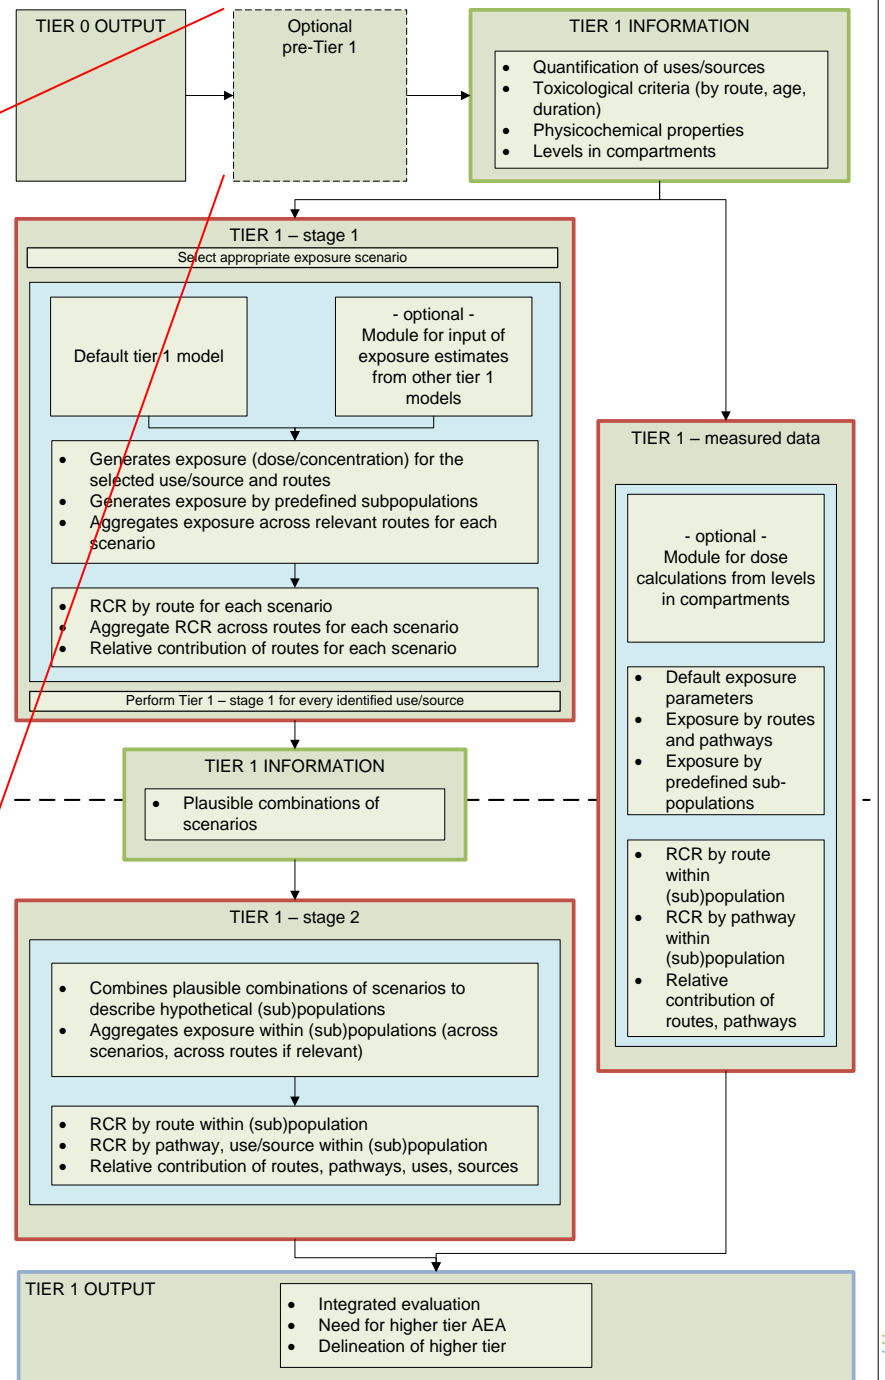 TIER 0 OUTPUT
Optional
pre-Tier 1
TIER 1 INFORMATION
• Quantification of uses/sources
• Toxicological criteria (by route, age,
duration)
• Physicochemical properties
• Levels in compartments
TIER 1 – stage 1
Select appropriate exposure scenario
Default tier 1 model
- optional -
Module for input of
exposure estimates
from other tier 1
models
• Generates exposure (dose/concentration) for the
selected use/source and routes
• Generates exposure by predefined subpopulations
• Aggregates exposure across relevant routes for each
scenario
• RCR by route for each scenario
• Aggregate RCR across routes for each scenario
• Relative contribution of routes for each scenario
Perform Tier 1 – stage 1 for every identified use/source
TIER 1 – measured data
- optional -
Module for dose
calculations from levels
in compartments
• Default exposure
parameters
• Exposure by routes
and pathways
• Exposure by
predefined sub-
populations
• RCR by route
within
(sub)population
• RCR by pathway
within
(sub)population
• Relative
contribution of
routes, pathways
TIER 1 INFORMATION
• Plausible combinations of
scenarios
TIER 1 – stage 2
• Combines plausible combinations of scenarios to
describe hypothetical (sub)populations
• Aggregates exposure within (sub)populations (across
scenarios, across routes if relevant)
• RCR by route within (sub)population
• RCR by pathway, use/source within (sub)population
• Relative contribution of routes, pathways, uses, sources
TIER 1 OUTPUT
• Integrated evaluation
• Need for higher tier AEA
• Delineation of higher tier